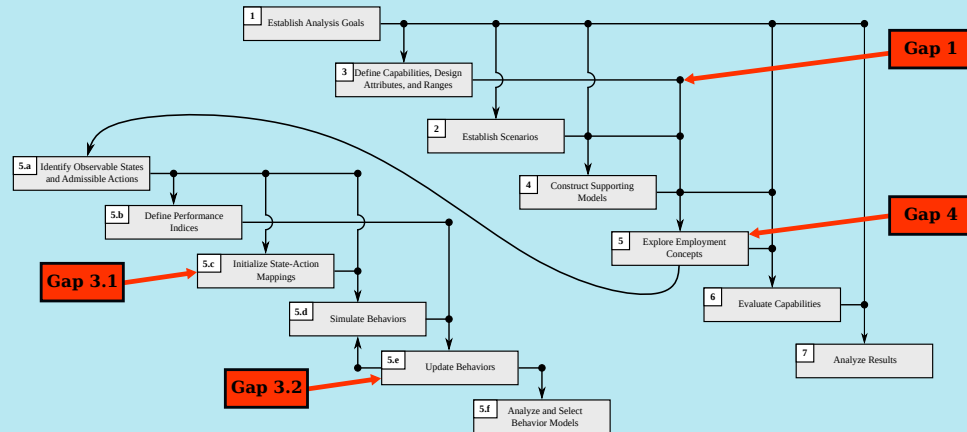 1
Establish Analysis Goals
Gap 1
3
Define Capabilities, Design
Attributes, and Ranges
2
Establish Scenarios
5.a
Identify Observable States
and Admissible Actions
4
Construct Supporting
Models
5.b
Define Performance
Indices
Gap 4
5
Explore Employment
Concepts
Gap 3.1
5.c
Initialize State-Action
Mappings
6
Evaluate Capabilities
5.d
Simulate Behaviors
7
Analyze Results
5.e
Update Behaviors
Gap 3.2
5.f
Analyze and Select
Behavior Models